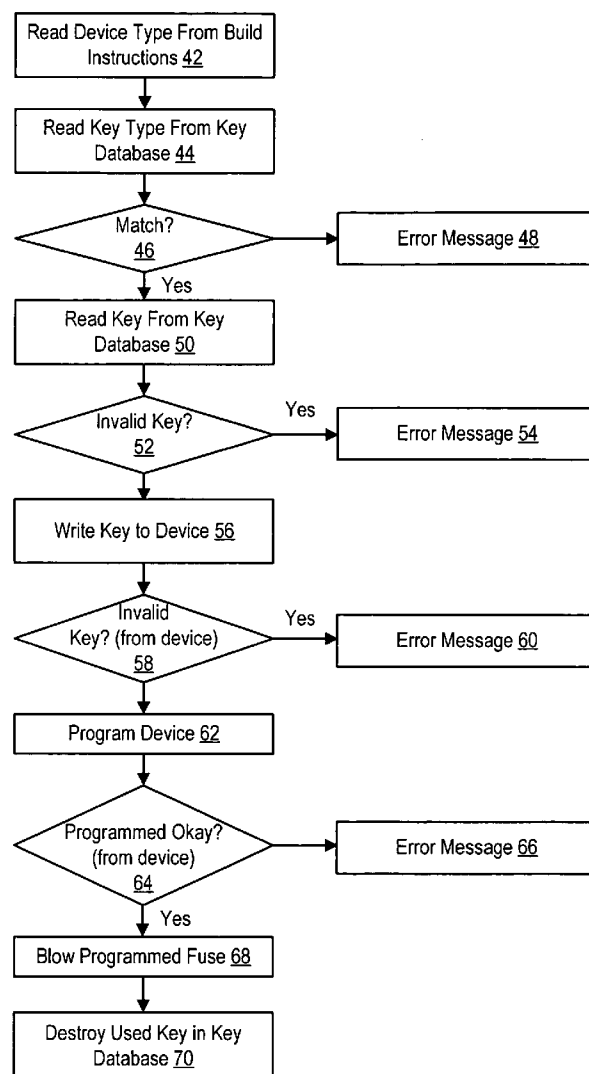 Read Device Type From Build
Instructions 42
Read Key Type From Key
Database 44
Match?
46
Error Message 48
Yes
Read Key From Key
Database 50
Invalid Key?
52
Yes
Error Message 54
Write Key to Device 56
Invalid
Key? (from device)
58
Yes
Error Message 60
Program Device 62
Programmed Okay?
(from device)
64
Error Message 66
Yes
Blow Programmed Fuse 68
Destroy Used Key in Key
Database 70